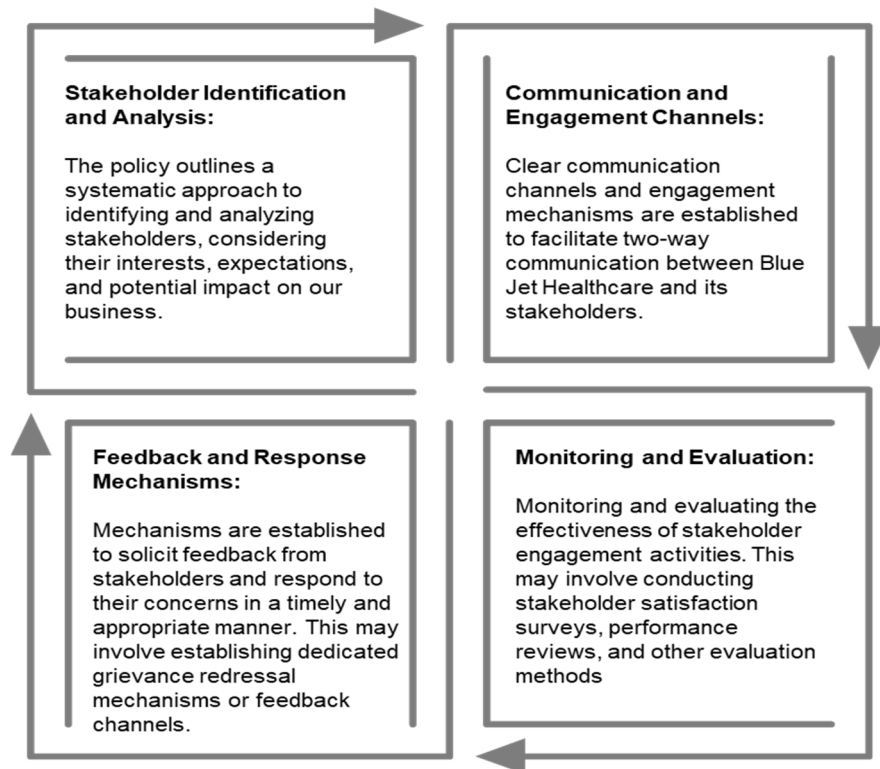 Stakeholder Identification
and Analysis:
The policy outlines a
systematic approach to
identifying and analyzing
stakeholders, considering
their interests, expectations,
and potential impact on our
business.
Communication and
Engagement Channels:
Clear communication
channels and engagement
mechanisms are established
to facilitate two-way
communication between Blue
Jet Healthcare and its
stakeholders.
Feedback and Response
Mechanisms:
Mechanisms are established
to solicit feedback from
stakeholders and respond to
their concerns in a timely and
appropriate manner. This may
involve establishing dedicated
grievance redressal
mechanisms or feedback
channels.
Monitoring and Evaluation:
Monitoring and evaluating the
effectiveness of stakeholder
engagement activities. This
may involve conducting
stakeholder satisfaction
surveys, performance
reviews, and other evaluation
methods